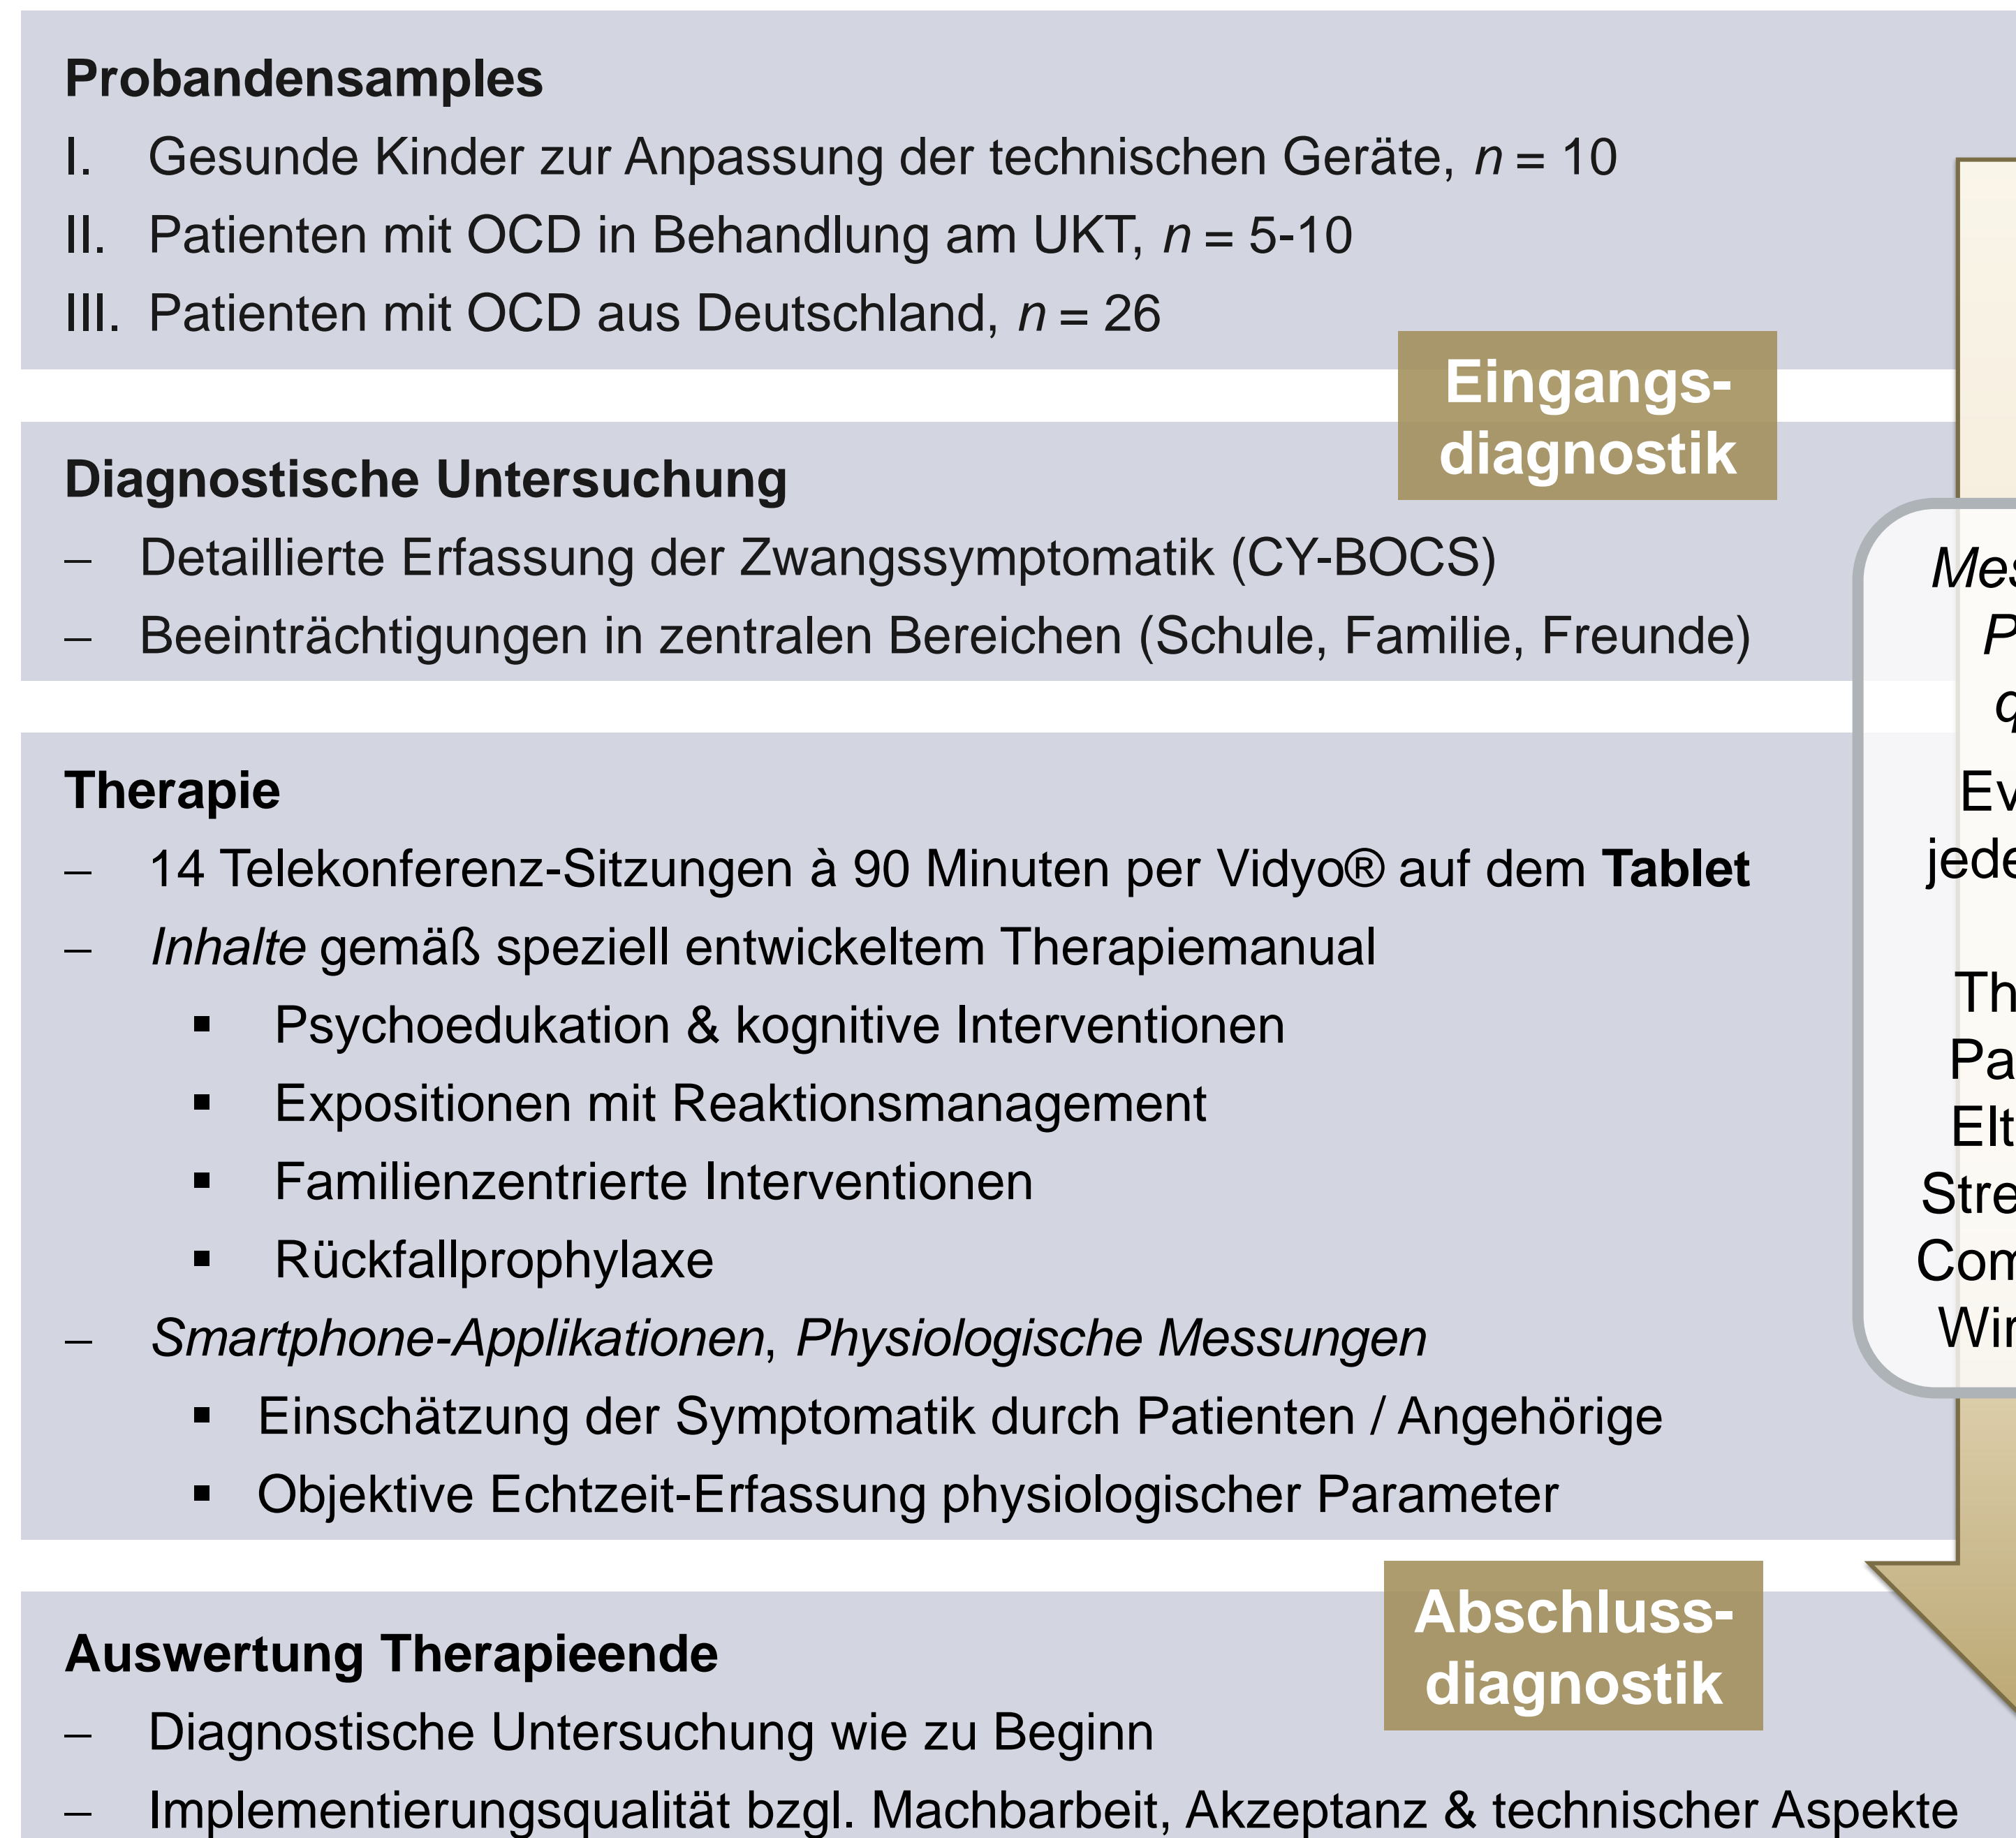 Probandensamples
I. Gesunde Kinder zur Anpassung der technischen Geräte, n = 10
II. Patienten mit OCD in Behandlung am UKT, n = 5-10
III. Patienten mit OCD aus Deutschland, n = 26
Eingangs-
diagnostik
Diagnostische Untersuchung
– Detaillierte Erfassung der Zwangssymptomatik (CY-BOCS)
– Beeinträchtigungen in zentralen Bereichen (Schule, Familie, Freunde)
Therapie
– 14 Telekonferenz-Sitzungen à 90 Minuten per Vidyo® auf dem Tablet
– Inhalte gemäß speziell entwickeltem Therapiemanual
▪ Psychoedukation & kognitive Interventionen
▪ Expositionen mit Reaktionsmanagement
▪ Familienzentrierte Interventionen
▪ Rückfallprophylaxe
– Smartphone-Applikationen, Physiologische Messungen
▪ Einschätzung der Symptomatik durch Patienten / Angehörige
▪ Objektive Echtzeit-Erfassung physiologischer Parameter
Abschluss-
diagnostik
Auswertung Therapieende
– Diagnostische Untersuchung wie zu Beginn
– Implementierungsqualität bzgl. Machbarbeit, Akzeptanz & technischer Aspekte